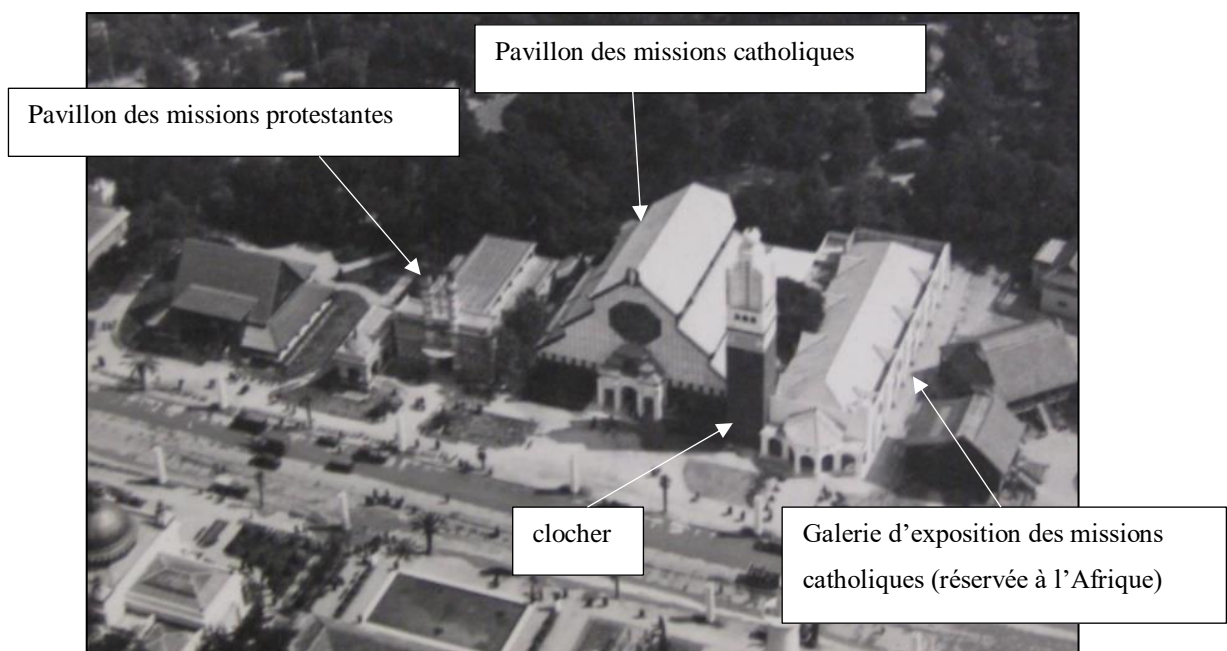 Pavillon des missions catholiques
Pavillon des missions protestantes
clocher
Galerie d’exposition des missions
catholiques (réservée à l’Afrique)